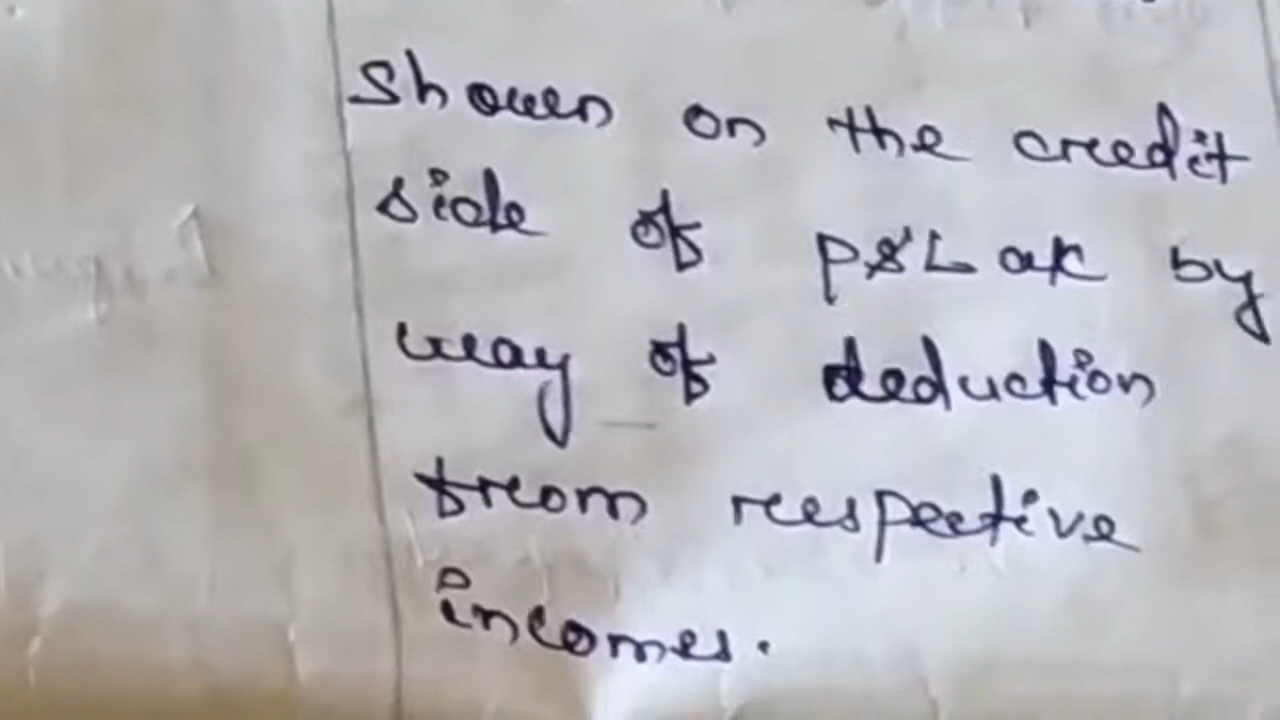 shown on the credit
side of P&L a/c by
way of deduction
from respective
incomes.